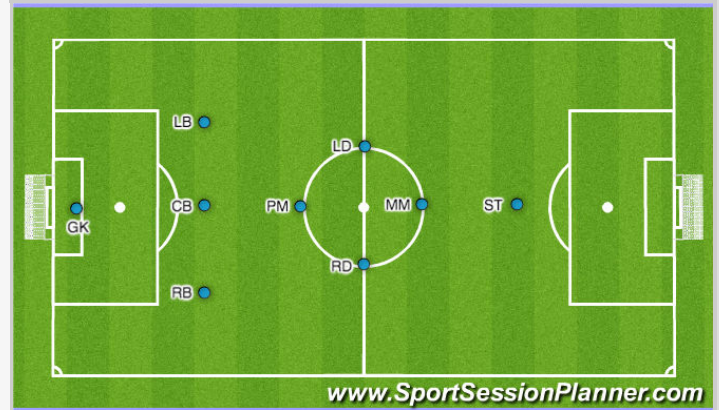 LB
LD
GK
CB
PM
MM
ST
RD
RB
www.SportSessionPlanner.com